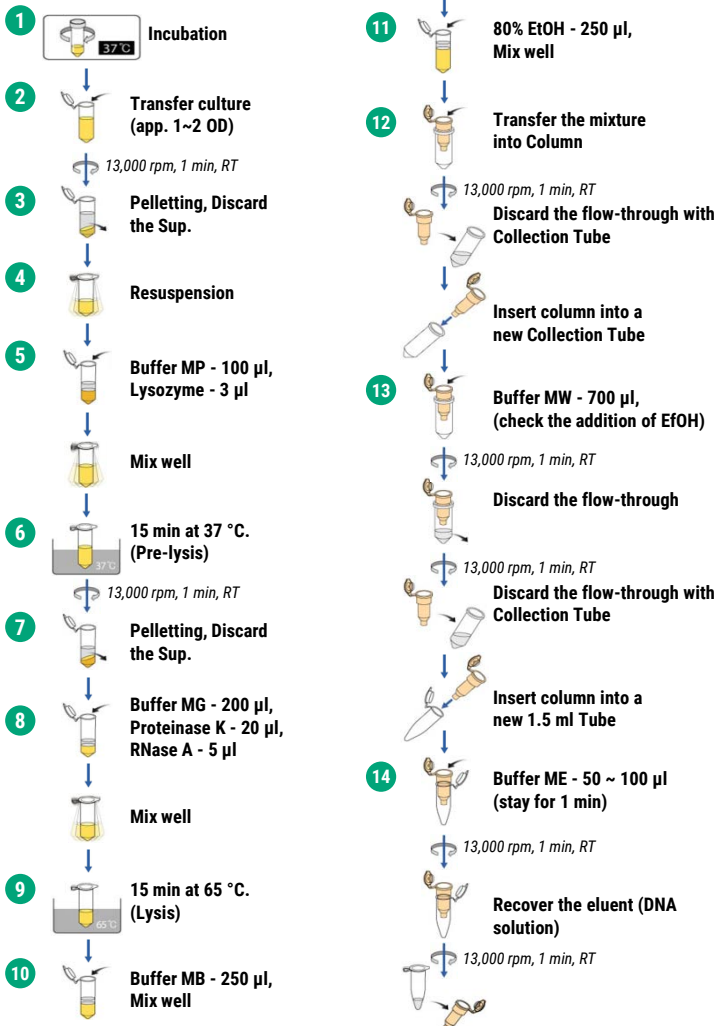 1
37℃
Incubation
2
Transfer culture
(app. 1~2 OD)
13,000 rpm, 1 min, RT
3
Pelletting, Discard
the Sup.
4
Resuspension
5
Buffer MP - 100 µl,
Lysozyme - 3 µl
Mix well
6
15 min at 37 °C.
(Pre-lysis)
37℃
13,000 rpm, 1 min, RT
7
Pelletting, Discard
the Sup.
8
Buffer MG - 200 µl,
Proteinase K - 20 µl,
RNase A - 5 µl
Mix well
9
15 min at 65 °C.
(Lysis)
65℃
10
Buffer MB - 250 µl,
Mix well
11
80% EtOH - 250 µl,
Mix well
12
Transfer the mixture
into Column
13,000 rpm, 1 min, RT
Discard the flow-through with
Collection Tube
Insert column into a
new Collection Tube
13
Buffer MW - 700 µl,
(check the addition of EfOH)
13,000 rpm, 1 min, RT
Discard the flow-through
13,000 rpm, 1 min, RT
Discard the flow-through with
Collection Tube
Insert column into a
new 1.5 ml Tube
14
Buffer ME - 50 ~ 100 µl
(stay for 1 min)
13,000 rpm, 1 min, RT
Recover the eluent (DNA
solution)
13,000 rpm, 1 min, RT